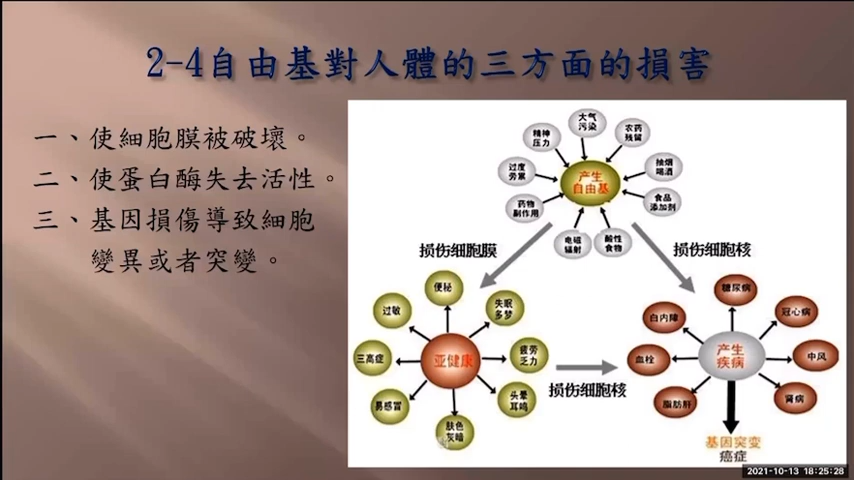 2-4自由基對人體的三方面的損害
一、使細胞膜被破壞。
二、使蛋白酶失去活性。
三、基因損傷導致細胞
變異或者突變。
大气
污染
精神
压力
农药
残留
过度
劳累
抽烟
喝酒
产生
自由基
药物
副作用
食品
添加剂
电磁
辐射
酸性
食物
损伤细胞膜
损伤细胞核
便秘
过敏
失眠
多梦
三高症
亚健康
疲劳
乏力
易感冒
头晕
耳鸣
肤色
灰暗
损伤细胞核
糖尿病
白内障
冠心病
血栓
产生
疾病
中风
脂肪肝
肾病
基因突变
癌症
2021-10-13 18:25:28